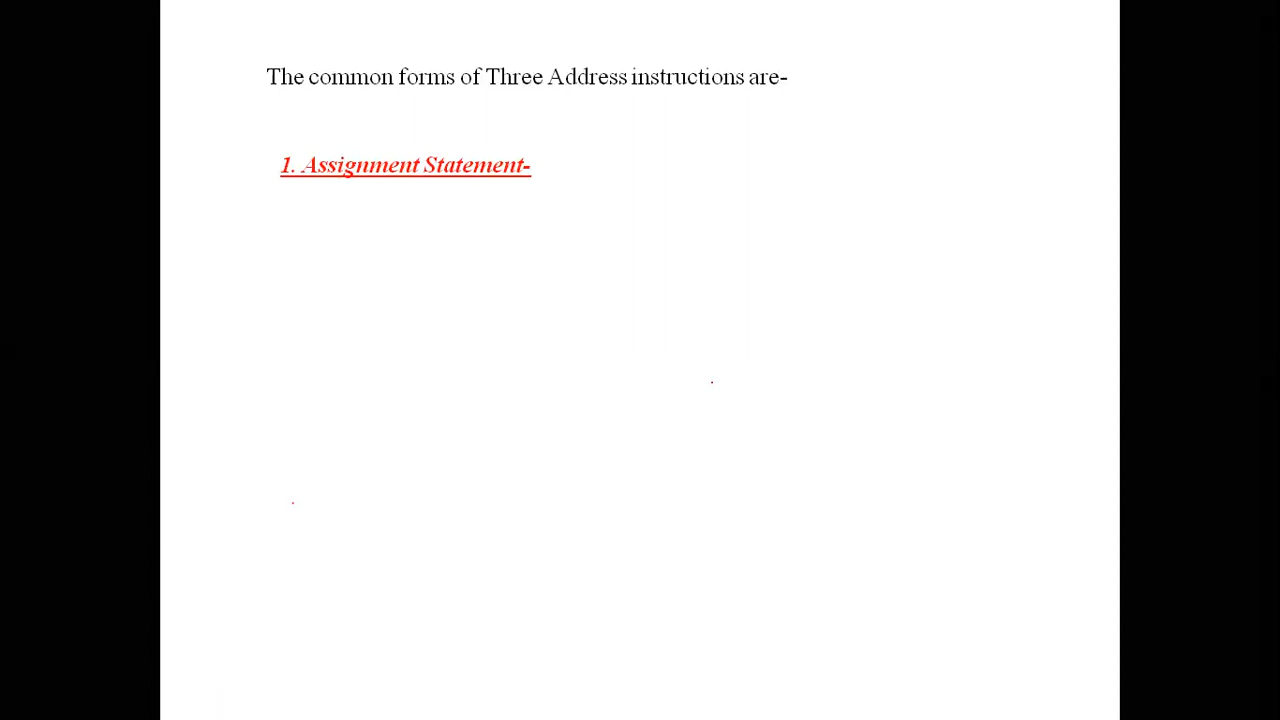 The common forms of Three Address instructions are-
1. Assignment Statement-